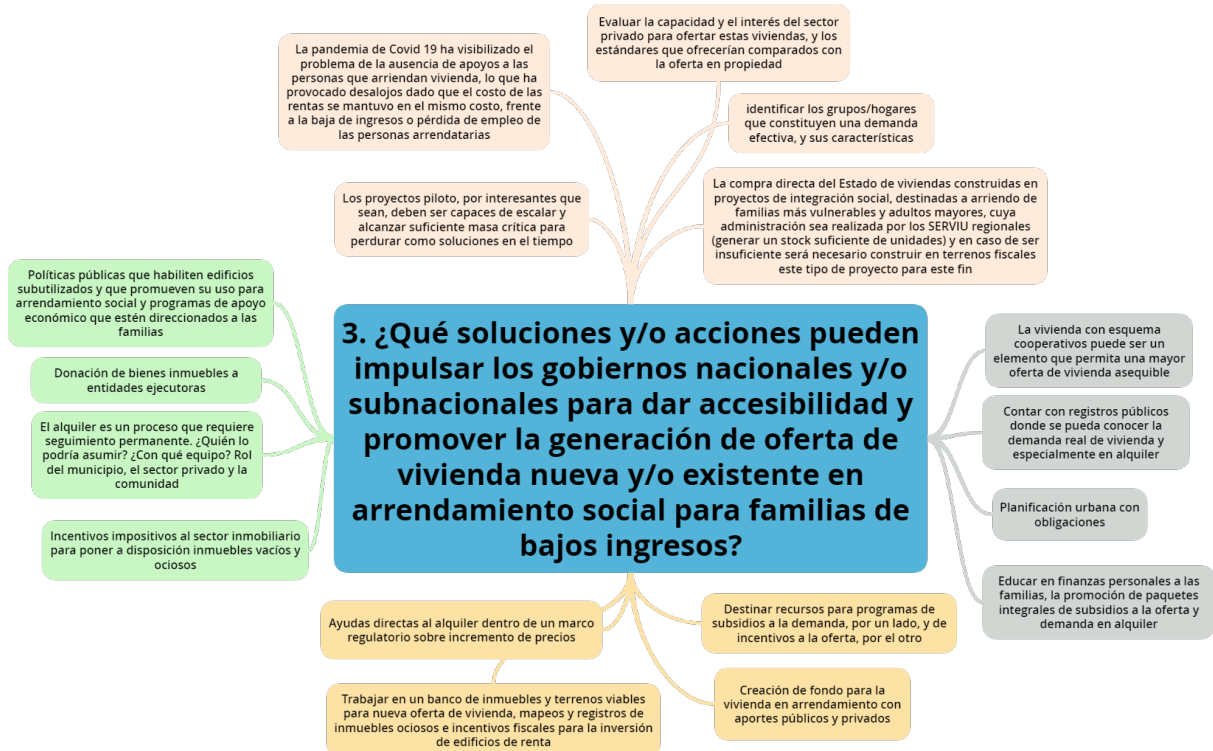 La pandemia de Covid 19 ha visibilizado el
problema de la ausencia de apoyos a las
personas que arriendan vivienda, lo que ha
provocado desalojos dado que el costo de las
rentas se mantuvo en el mismo costo, frente
a la baja de ingresos o pérdida de empleo de
las personas arrendatarias
Evaluar la capacidad y el interés del sector
privado para ofertar estas viviendas, y los
estándares que ofrecerían comparados con
la oferta en propiedad
identificar los grupos/hogares
que constituyen una demanda
efectiva, y sus características
Los proyectos piloto, por interesantes que
sean, deben ser capaces de escalar y
alcanzar suficiente masa crítica para
perdurar como soluciones en el tiempo
La compra directa del Estado de viviendas construidas en
proyectos de integración social, destinadas a arriendo de
familias más vulnerables y adultos mayores, cuya
administración sea realizada por los SERVIU regionales
(generar un stock suficiente de unidades) y en caso de ser
insuficiente será necesario construir en terrenos fiscales
este tipo de proyecto para este fin
Políticas públicas que habiliten edificios
subutilizados y que promueven su uso para
arrendamiento social y programas de apoyo
económico que estén direccionados a las
familias
Donación de bienes inmuebles a
entidades ejecutoras
El alquiler es un proceso que requiere
seguimiento permanente. ¿Quién lo
podría asumir? ¿Con qué equipo? Rol
del municipio, el sector privado y la
comunidad
Incentivos impositivos al sector inmobiliario
para poner a disposición inmuebles vacíos y
ociosos
3. ¿Qué soluciones y/o acciones pueden
impulsar los gobiernos nacionales y/o
subnacionales para dar accesibilidad y
promover la generación de oferta de
vivienda nueva y/o existente en
arrendamiento social para familias de
bajos ingresos?
La vivienda con esquema
cooperativos puede ser un
elemento que permita una mayor
oferta de vivienda asequible
Contar con registros públicos
donde se pueda conocer la
demanda real de vivienda y
especialmente en alquiler
Planificación urbana con
obligaciones
Educar en finanzas personales a las
familias, la promoción de paquetes
integrales de subsidios a la oferta y
demanda en alquiler
Ayudas directas al alquiler dentro de un marco
regulatorio sobre incremento de precios
Destinar recursos para programas de
subsidios a la demanda, por un lado, y de
incentivos a la oferta, por el otro
Trabajar en un banco de inmuebles y terrenos viables
para nueva oferta de vivienda, mapeos y registros de
inmuebles ociosos e incentivos fiscales para la inversión
de edificios de renta
Creación de fondo para la
vivienda en arrendamiento con
aportes públicos y privados